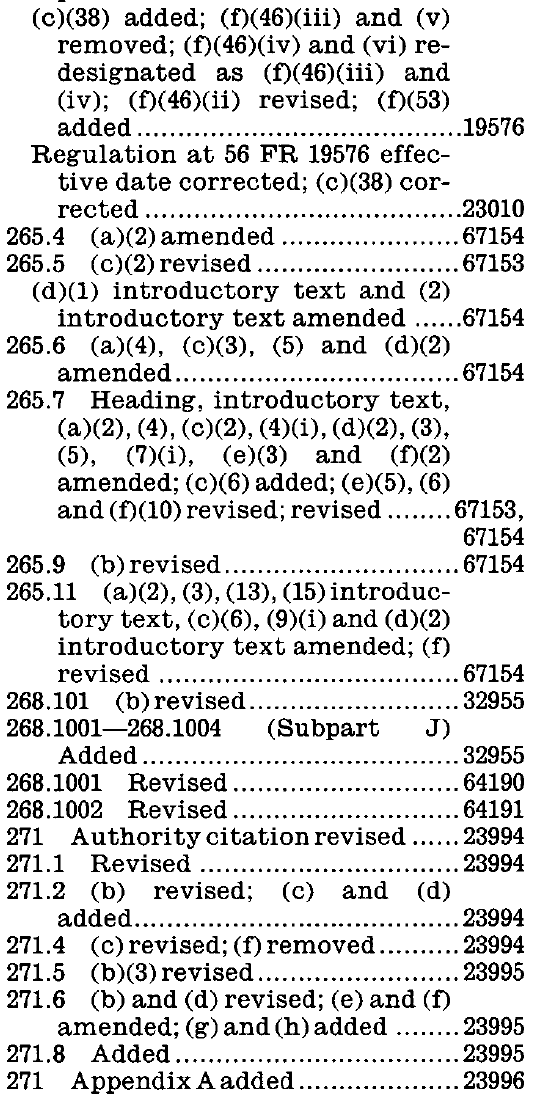 (c)(38) added; (f)(46)(iii) and (v)
removed; (f)(46)(iv) and (vi) re-
designated as (f)(46)(iii) and
(iv); (f)(46)(ii) revised; (f)(53)
added.....................................19576
Regulation at 56 FR 19576 effec-
tive date corrected; (c)(38) cor-
rected ....................................23010
265.4 (a)(2) amended ....................67154
265.5 (c)(2) revised .......................67153
(d)(1) introductory text and (2)
introductory text amended ......67154
265.6 (a)(4), (c)(3), (5) and (d)(2)
amended.................................67154
265.7 Heading, introductory text,
(a)(2), (4), (c)(2), (4)(i), (d)(2), (3),
(5), (7)(i), (e)(3) and (f)(2)
amended; (c)(6) added; (e)(5), (6)
and (f)(10) revised; revised ........67153,
67154
265.9 (b) revised...........................67154
265.11 (a)(2), (3), (13), (15) introduc-
tory text, (c)(6), (9)(i) and (d)(2)
introductory text amended; (f)
revised ...................................67154
268.101 (b) revised........................32955
268.1001—268.1004 (Subpart J)
Added.....................................32955
268.1001 Revised ..........................64190
268.1002 Revised ..........................64191
271 Authority citation revised ......23994
271.1 Revised ..............................23994
271.2 (b) revised; (c) and (d)
added......................................23994
271.4 (c) revised; (f) removed..........23994
271.5 (b)(3) revised .......................23995
271.6 (b) and (d) revised; (e) and (f)
amended; (g) and (h) added ........23995
271.8 Added.................................23995
271 Appendix A added...................23996